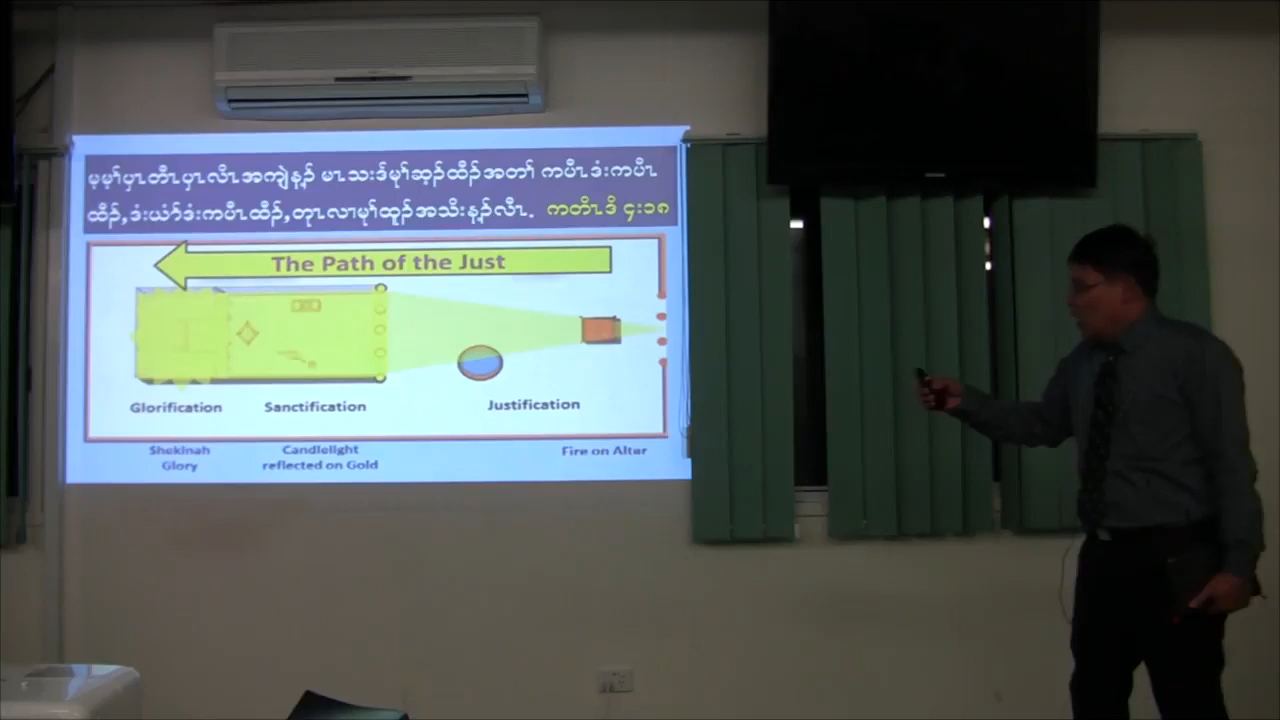 မ့မ့ၢ်ပှၤတီၤပှၤလိၤအကျဲန့ၣ် မၤသးဒ်မုၢ်ဆ့ၣ်ထီၣ်အတၢ် ကပီၤဒံးကပီၤ
ထီၣ်,ဒံးယံာ်ဒံးကပီၤထီၣ်,တုၤလၢမုၢ်ထူၣ်အသိးန့ၣ်လီၤ. ကတိၤဒိ ၄:၁၈
The Path of the Just
Glorification Sanctification Justification
Shekinah Glory
Candlelight reflected on Gold
Fire on Alter